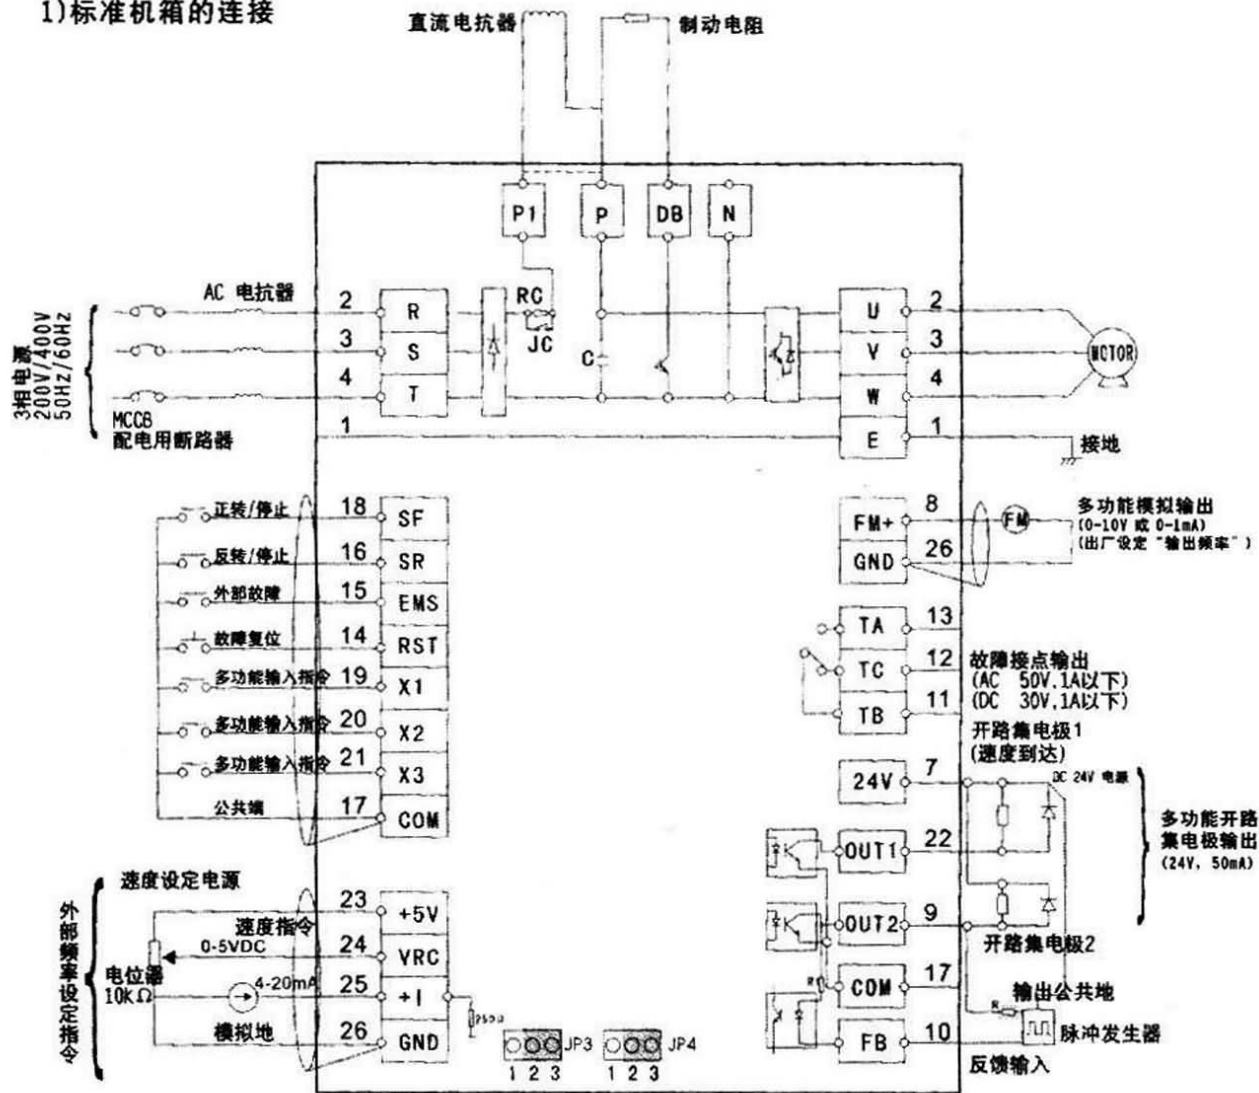 1)标准机箱的连接
直流电抗器
制动电阻
P1
P
DB
N
3相电源
200V/400V
50Hz/60Hz
AC 电抗器
MCCB
配电用断路器
2 R
3 S
4 T
1
RC
JC
C
U 2
V 3
W 4
E 1
MOTOR
接地
正转/停止 18 SF
反转/停止 16 SR
外部故障 15 EMS
故障复位 14 RST
多功能输入指令 19 X1
多功能输入指令 20 X2
多功能输入指令 21 X3
公共端 17 COM
FM+ 8
FM
GND 26
多功能模拟输出
(0-10V 或 0-1mA)
(出厂设定 "输出频率")
TA 13
TC 12
TB 11
故障接点输出
(AC 50V,1A以下)
(DC 30V,1A以下)
开路集电极1
(速度到达)
24V 7
DC 24V 电源
OUT1 22
OUT2 9
多功能开路
集电极输出
(24V, 50mA)
开路集电极2
R
COM 17
输出公共地
R
脉冲发生器
FB 10
反馈输入
外部频率设定指令
速度设定电源
23 +5V
速度指令
0-5VDC
24 VRC
电位器
10KΩ
4-20mA
25 +I
模拟地
26 GND
250Ω
JP3
1 2 3
JP4
1 2 3